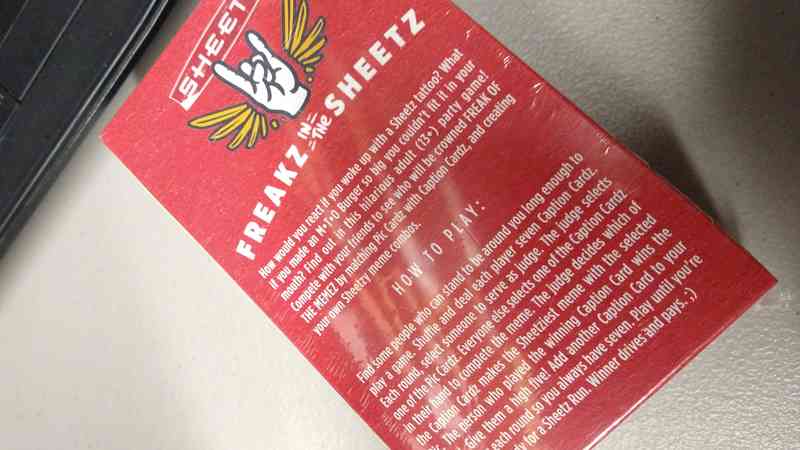 SHEET
FREAKZ IN THE SHEETZ
How would you react if you woke up with a Sheetz tattoo? What
if you made an M•T•O Burger so big you couldn't fit it in your
mouth? Find out in this hilarious adult (13+) party game!
Compete with your friends to see who will be crowned FREAK OF
THE MEMEZ by matching Pic Cardz with Caption Cardz, and creating
your own Sheetzy meme combos.
HOW TO PLAY:
Find some people who can stand to be around you long enough to
play a game. Shuffle and deal each player seven Caption Cardz.
Each round, select someone to serve as judge. The judge selects
one of the Pic Cardz. Everyone else selects one of the Caption Cardz
in their hand to complete the meme. The judge decides which of
the Caption Cardz makes the Sheetziest meme with the selected
The person who played the winning Caption Card wins the
Give them a high five! Add another Caption Card to your
each round so you always have seven. Play until you're
for a Sheetz Run. Winner drives and pays. ;)